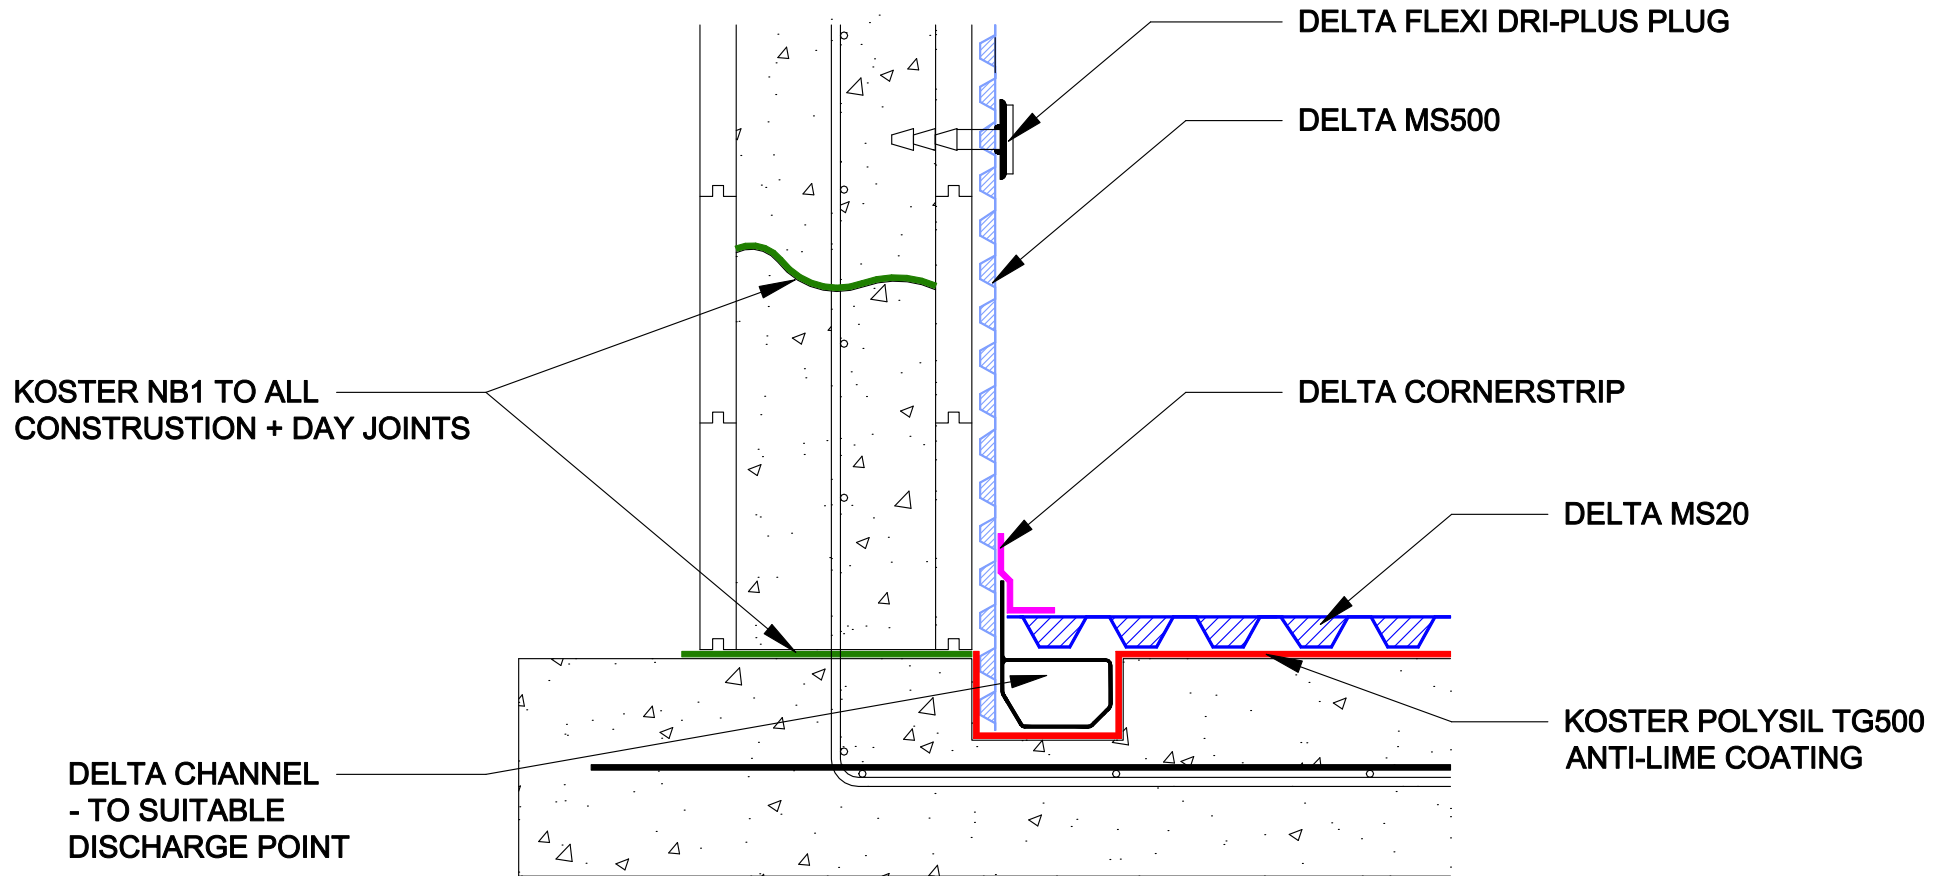 DELTA FLEXI DRI-PLUS PLUG
DELTA MS500
KOSTER NB1 TO ALL
CONSTRUSTION + DAY JOINTS
DELTA CORNERSTRIP
DELTA MS20
KOSTER POLYSIL TG500
ANTI-LIME COATING
DELTA CHANNEL
- TO SUITABLE
DISCHARGE POINT